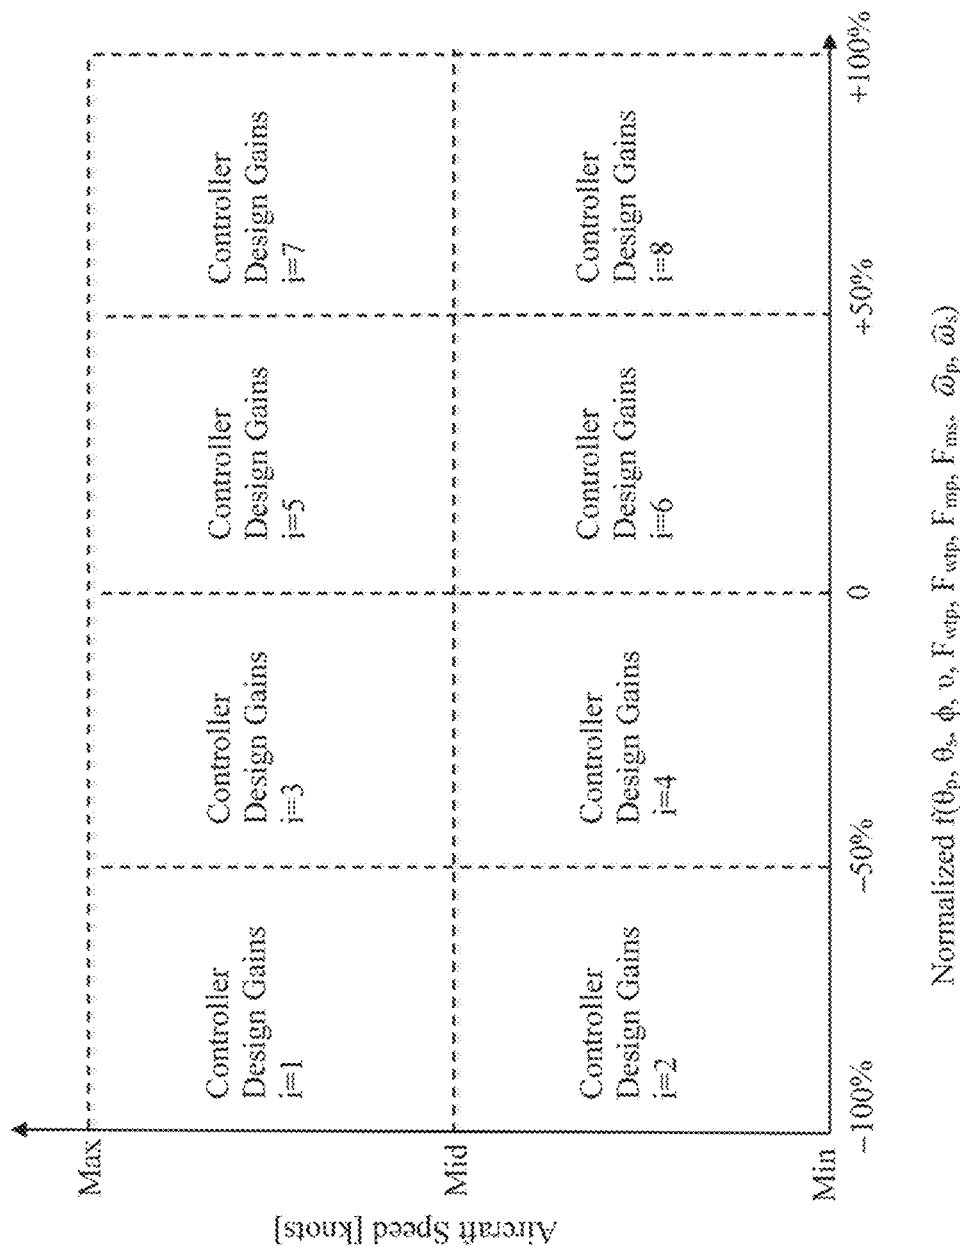 Aircraft Speed [knots]
Max
Mid
Min
Controller
Design Gains
i=1
Controller
Design Gains
i=3
Controller
Design Gains
i=5
Controller
Design Gains
i=7
Controller
Design Gains
i=2
Controller
Design Gains
i=4
Controller
Design Gains
i=6
Controller
Design Gains
i=8
−100%
−50%
0
+50%
+100%
Normalized f(θp, θs, ϕ, υ, Fwtp, Fwtp, Fmp, Fms, ω̂p, ω̂s)